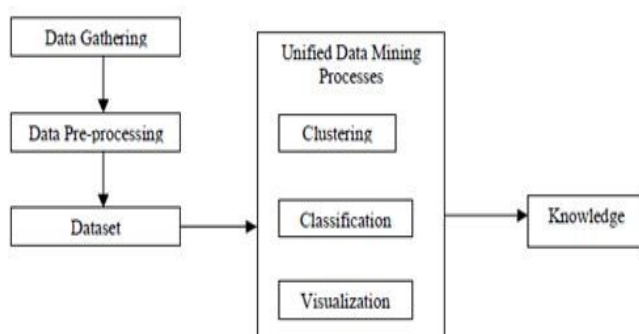 Data Gathering
Data Pre-processing
Dataset
Unified Data Mining
Processes
Clustering
Classification
Visualization
Knowledge